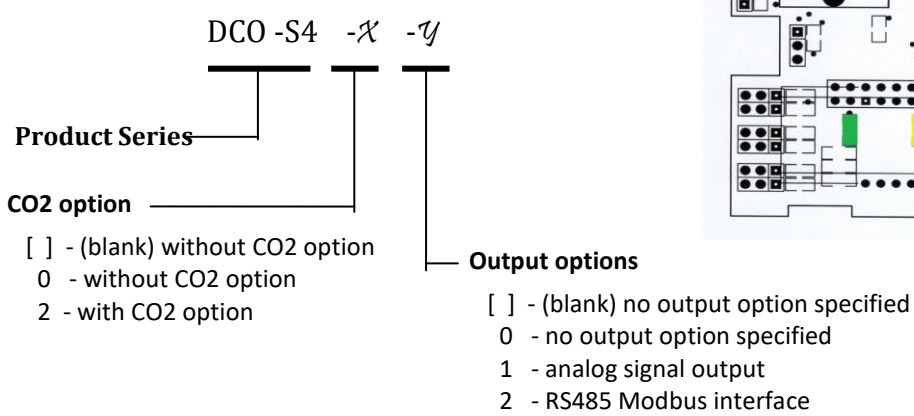 DCO -S4 -X -Y
Product Series
CO2 option
[ ] - (blank) without CO2 option
0 - without CO2 option
2 - with CO2 option
Output options
[ ] - (blank) no output option specified
0 - no output option specified
1 - analog signal output
2 - RS485 Modbus interface